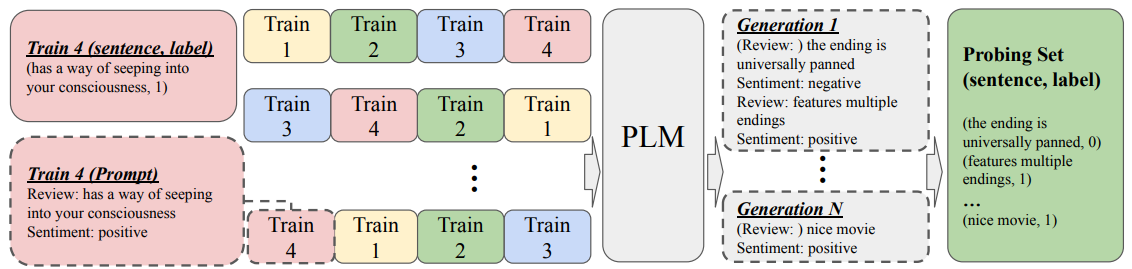 Train 4 (sentence, label)
(has a way of seeping into
your consciousness, 1)
Train 4 (Prompt)
Review: has a way of seeping
into your consciousness
Sentiment: positive
Train 1
Train 2
Train 3
Train 4
Train 3
Train 4
Train 2
Train 1
Train 4
Train 1
Train 2
Train 3
PLM
Generation 1
(Review: ) the ending is
universally panned
Sentiment: negative
Review: features multiple
endings
Sentiment: positive
Generation N
(Review: ) nice movie
Sentiment: positive
Probing Set
(sentence, label)
(the ending is
universally panned, 0)
(features multiple
endings, 1)
...
(nice movie, 1)